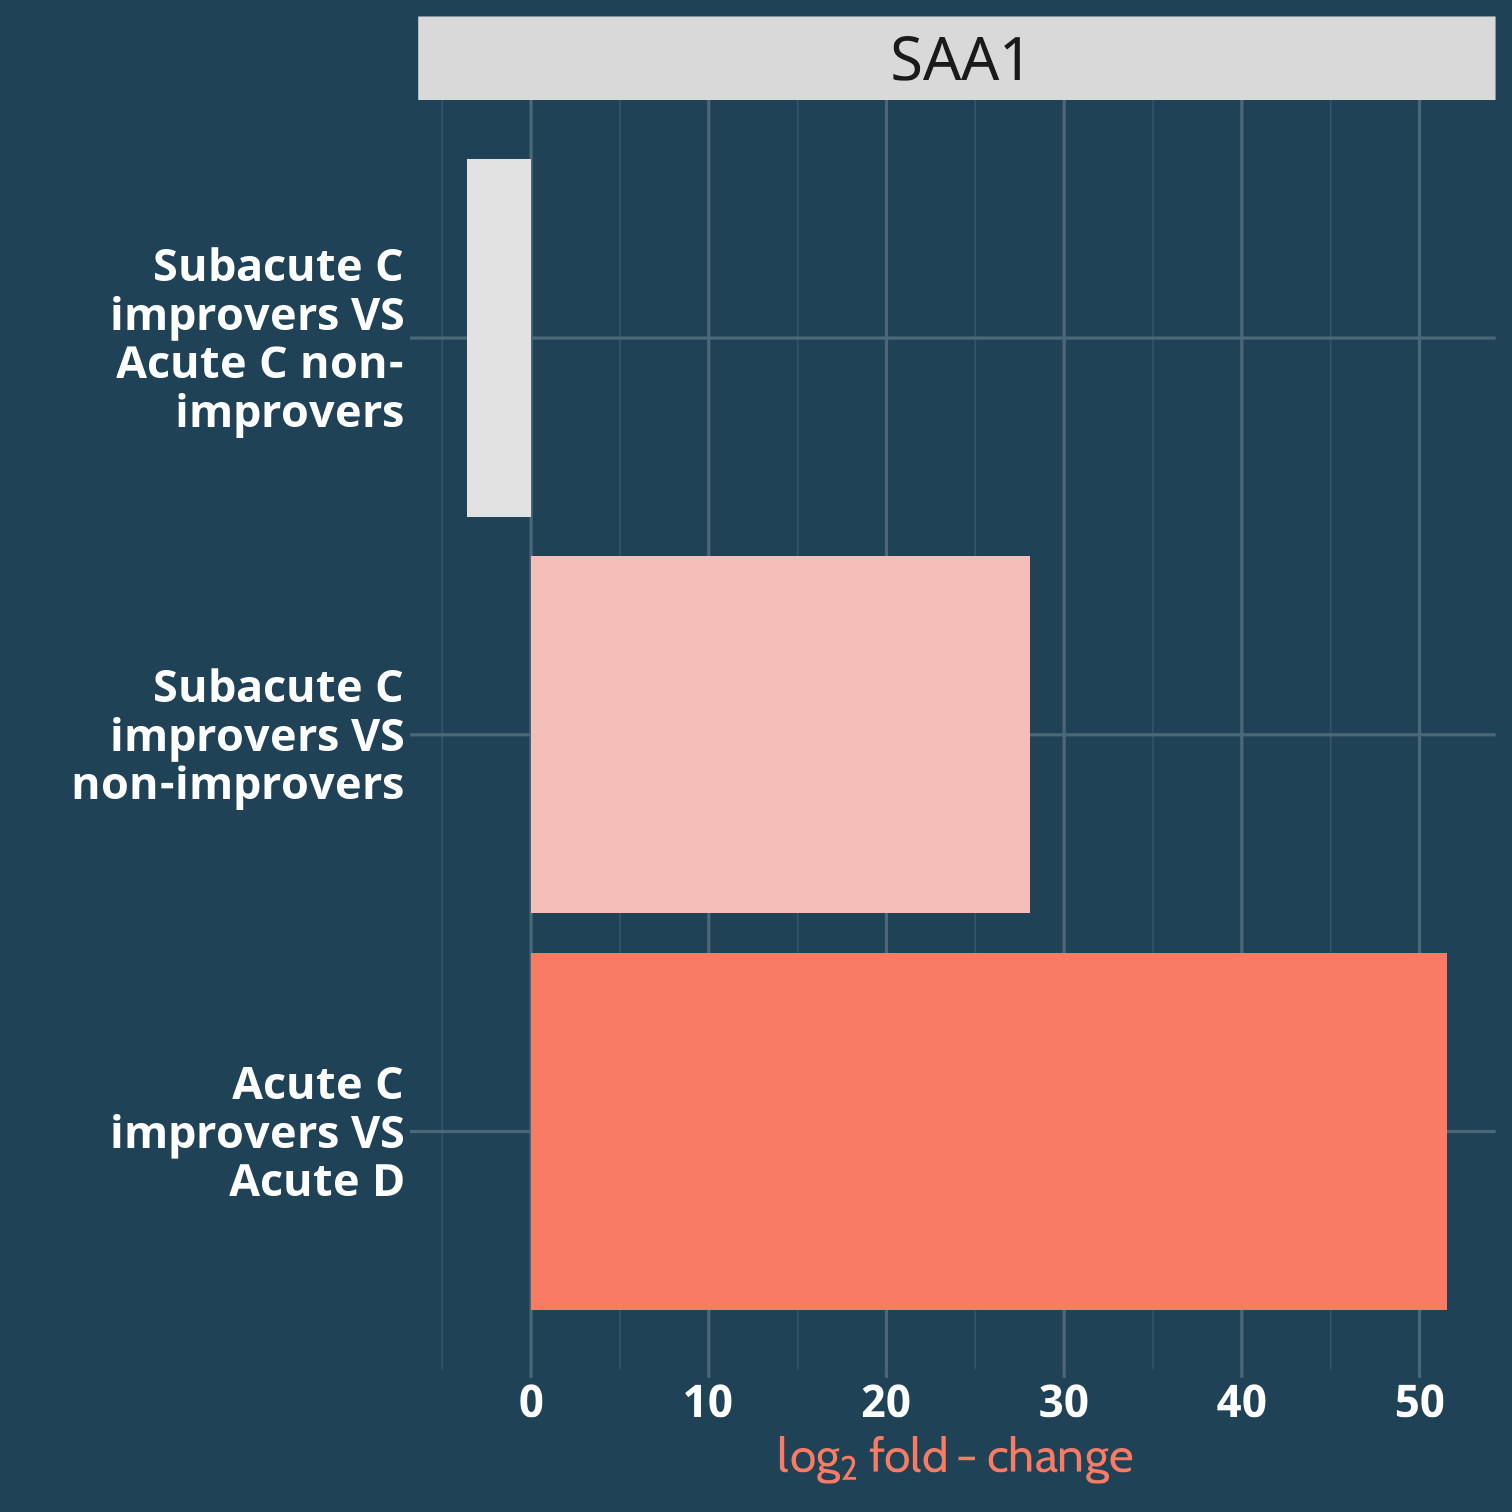 SAA1
Subacute C
improvers VS
Acute C non-
improvers
Subacute C
improvers VS
non-improvers
Acute C
improvers VS
Acute D
0 10 20 30 40 50
log₂ fold – change